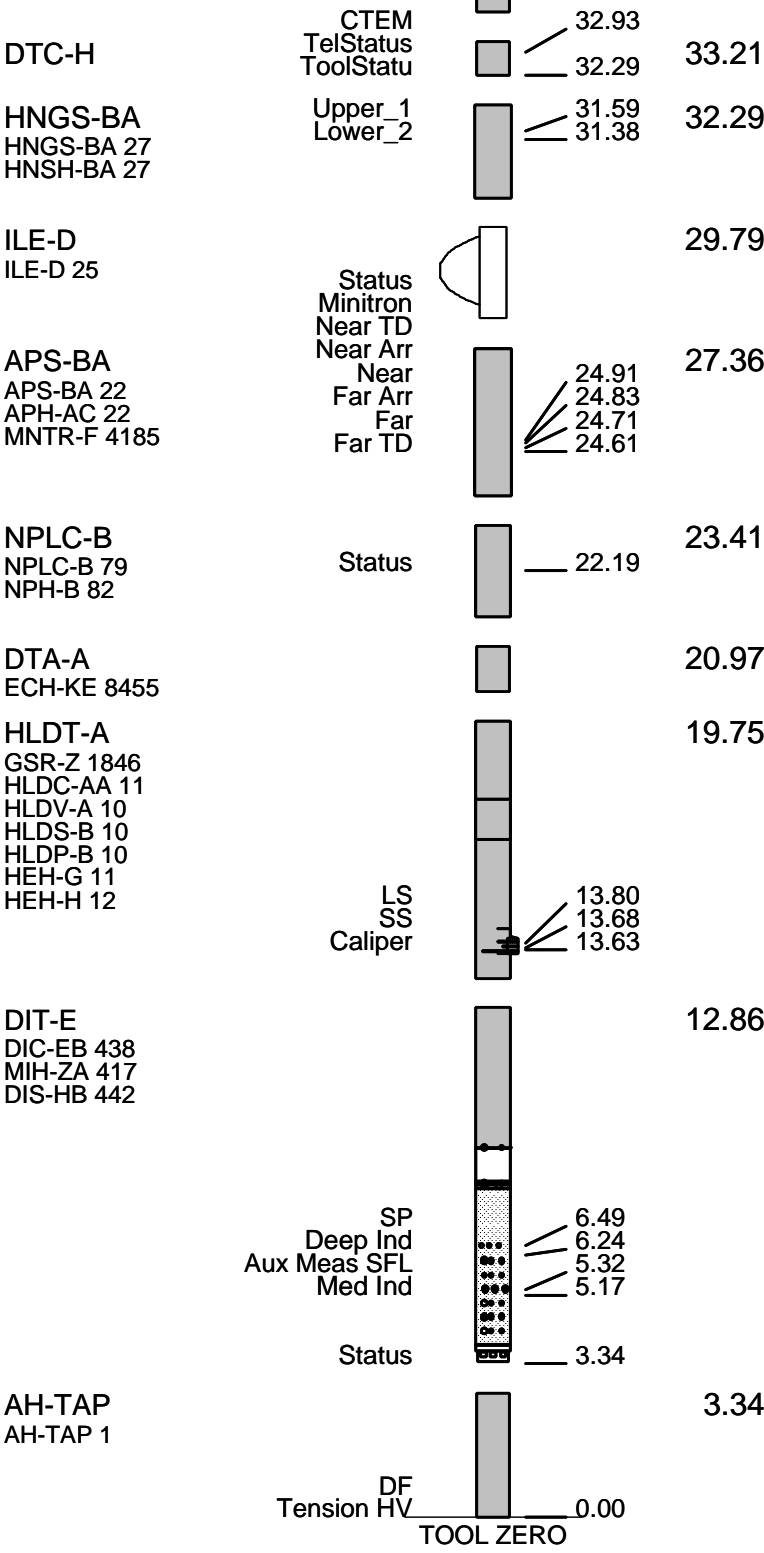 CTEM 32.93
DTC-H TelStatus 33.21
ToolStatu 32.29
HNGS-BA Upper_1 31.59 32.29
Lower_2 31.38
HNGS-BA 27
HNSH-BA 27
ILE-D 29.79
ILE-D 25
Status
Minitron
Near TD
Near Arr
APS-BA 27.36
Near 24.91
APS-BA 22 Far Arr 24.83
APH-AC 22 Far 24.71
MNTR-F 4185 Far TD 24.61
NPLC-B 23.41
NPLC-B 79 Status 22.19
NPH-B 82
DTA-A 20.97
ECH-KE 8455
HLDT-A 19.75
GSR-Z 1846
HLDC-AA 11
HLDV-A 10
HLDS-B 10
HLDP-B 10
HEH-G 11
HEH-H 12 LS 13.80
SS 13.68
Caliper 13.63
DIT-E 12.86
DIC-EB 438
MIH-ZA 417
DIS-HB 442
SP 6.49
Deep Ind 6.24
Aux Meas SFL 5.32
Med Ind 5.17
Status 3.34
AH-TAP 3.34
AH-TAP 1
DF
Tension HV 0.00
TOOL ZERO